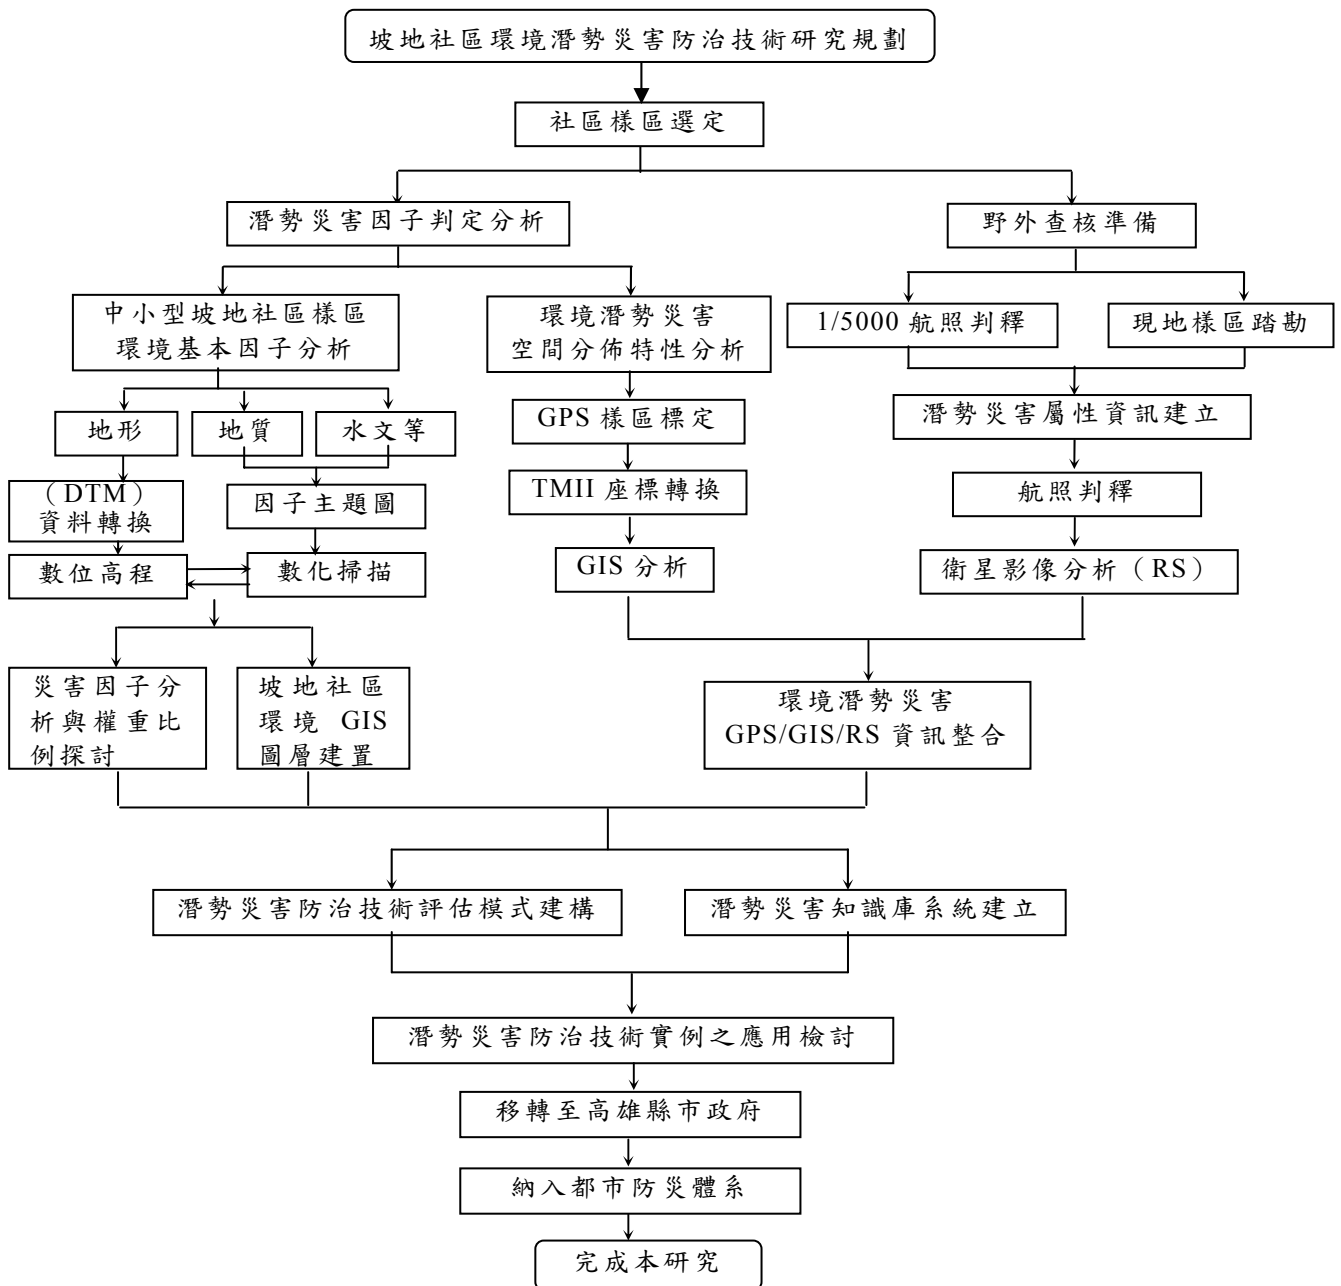 坡地社區環境潛勢災害防治技術研究規劃
社區樣區選定
潛勢災害因子判定分析
野外查核準備
中小型坡地社區樣區
環境基本因子分析
環境潛勢災害
空間分佈特性分析
1/5000 航照判釋
現地樣區踏勘
地形
地質
水文等
GPS 樣區標定
潛勢災害屬性資訊建立
（DTM）
資料轉換
因子主題圖
TMII 座標轉換
航照判釋
數位高程
數化掃描
GIS 分析
衛星影像分析（RS）
災害因子分
析與權重比
例探討
坡地社區
環境 GIS
圖層建置
環境潛勢災害
GPS/GIS/RS 資訊整合
潛勢災害防治技術評估模式建構
潛勢災害知識庫系統建立
潛勢災害防治技術實例之應用檢討
移轉至高雄縣市政府
納入都市防災體系
完成本研究